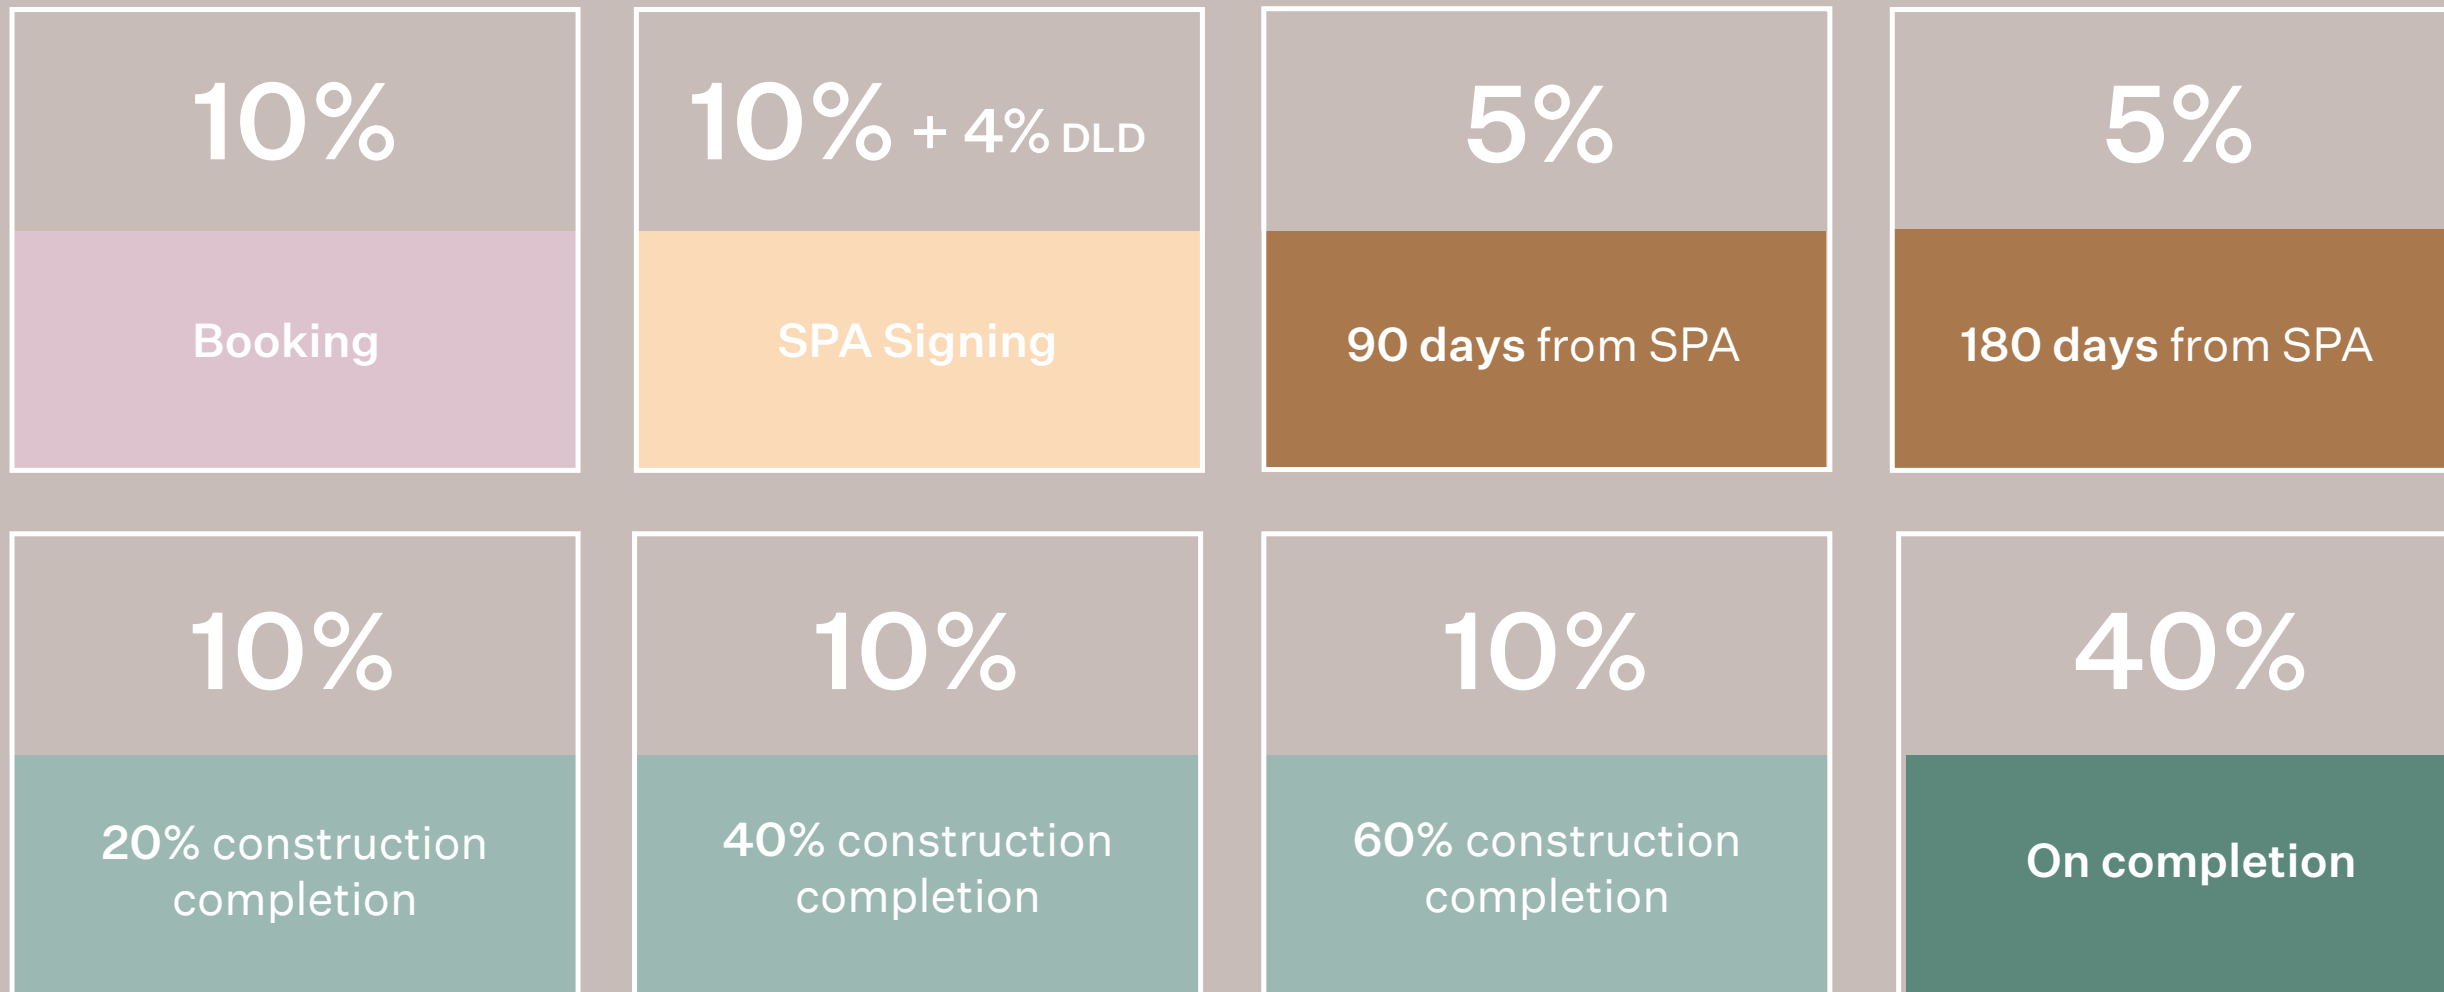 10%
Booking
10% + 4% DLD
SPA Signing
5%
90 days from SPA
5%
180 days from SPA
10%
20% construction
completion
10%
40% construction
completion
10%
60% construction
completion
40%
On completion